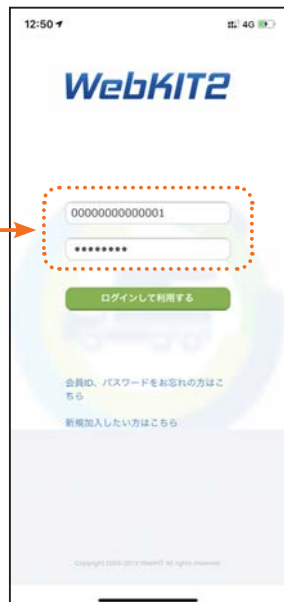 12:50
4G
WebKIT2
00000000000001
••••••••
ログインして利用する
会員ID、パスワードをお忘れの方はこ
ちら
新規加入したい方はこちら